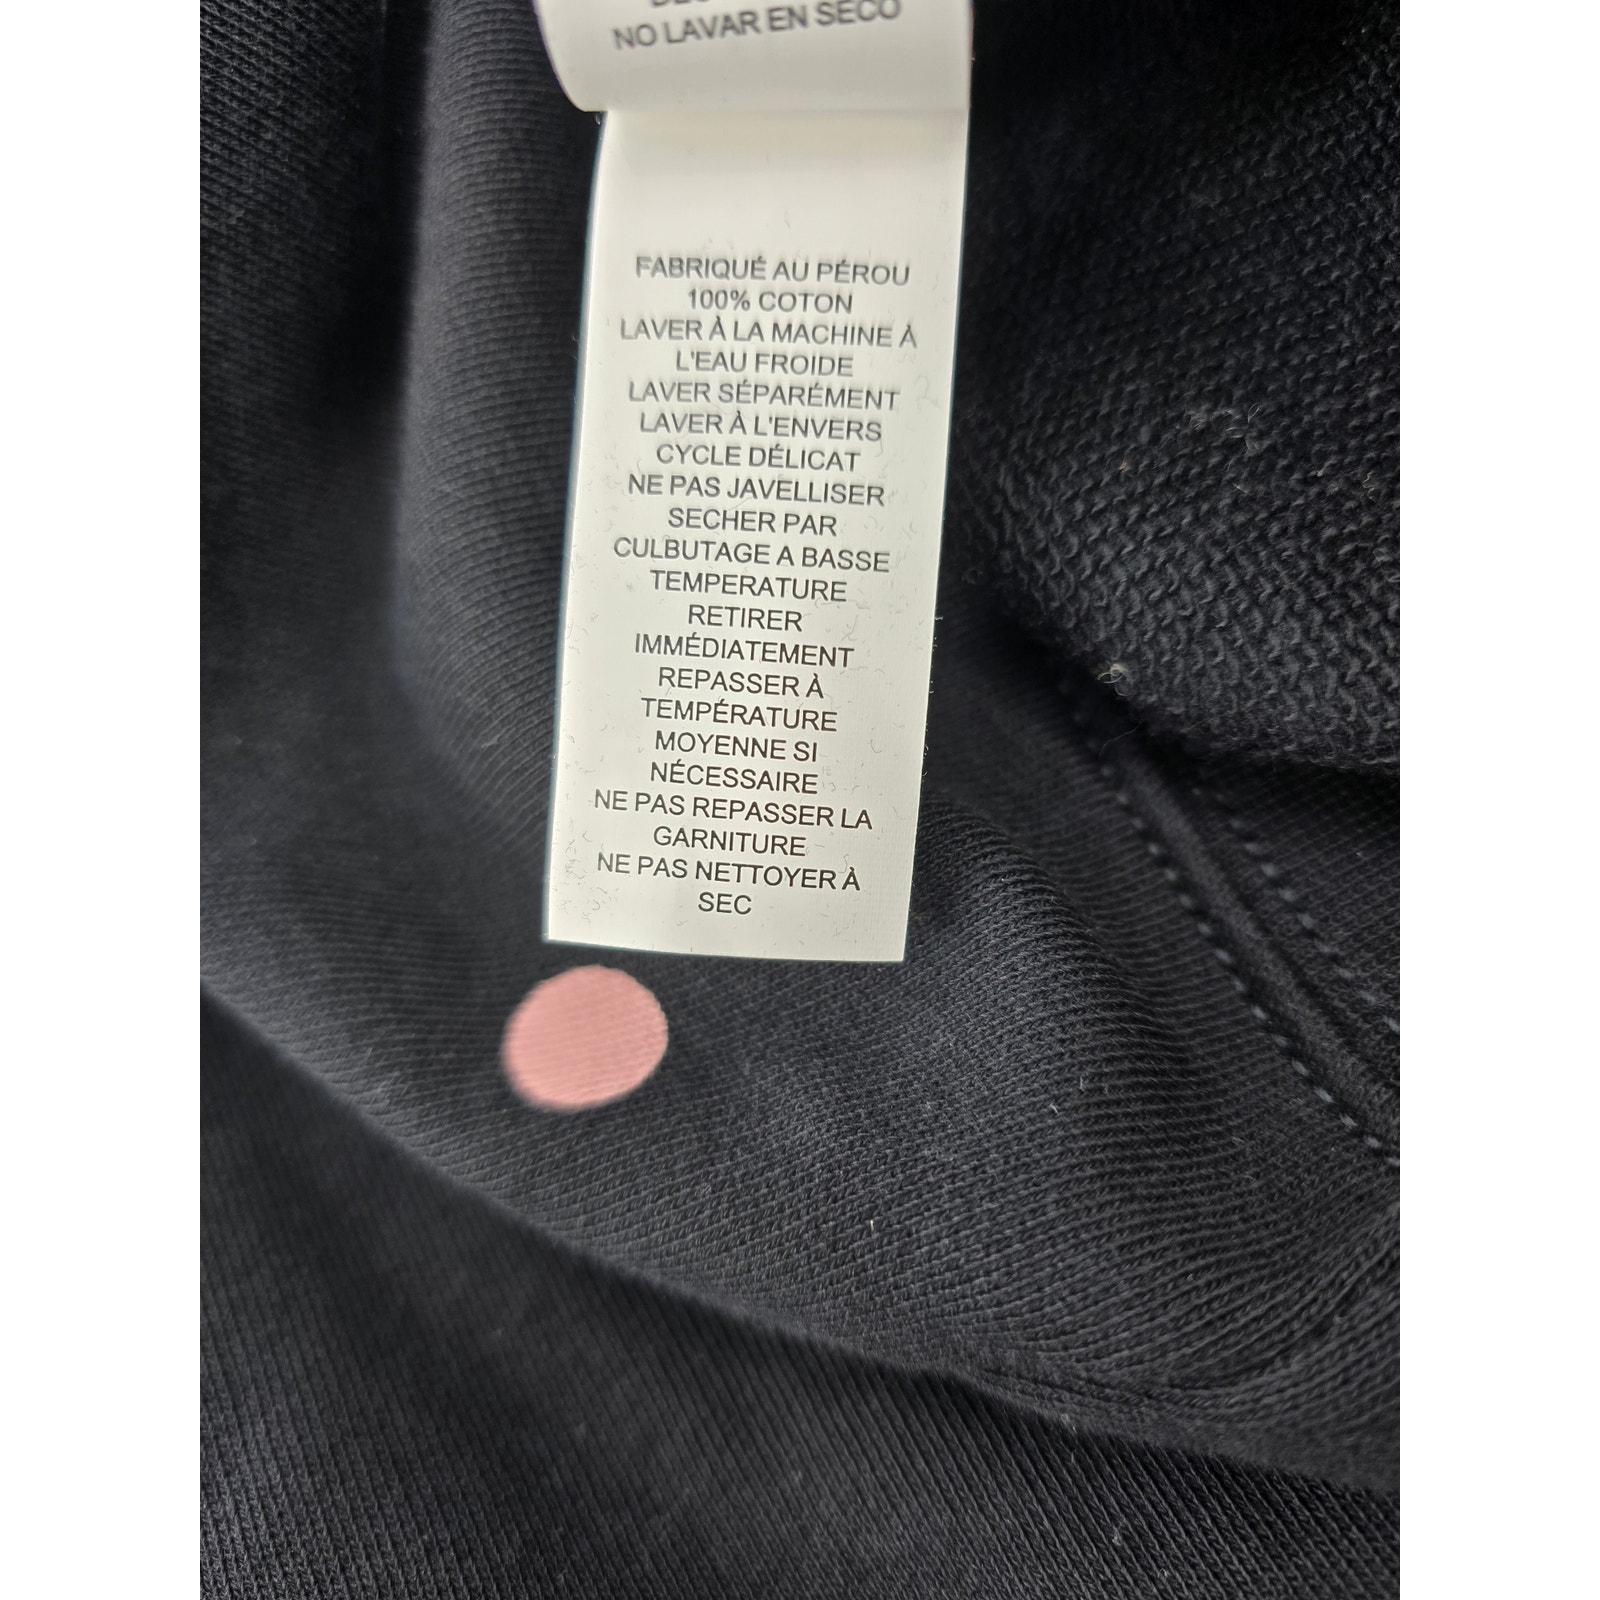 NO LAVAR EN SECO
FABRIQUÉ AU PÉROU
100% COTON
LAVER À LA MACHINE À
L'EAU FROIDE
LAVER SÉPARÉMENT
LAVER À L'ENVERS
CYCLE DÉLICAT
NE PAS JAVELLISER
SECHER PAR
CULBUTAGE A BASSE
TEMPERATURE
RETIRER
IMMÉDIATEMENT
REPASSER À
TEMPÉRATURE
MOYENNE SI
NÉCESSAIRE
NE PAS REPASSER LA
GARNITURE
NE PAS NETTOYER À
SEC